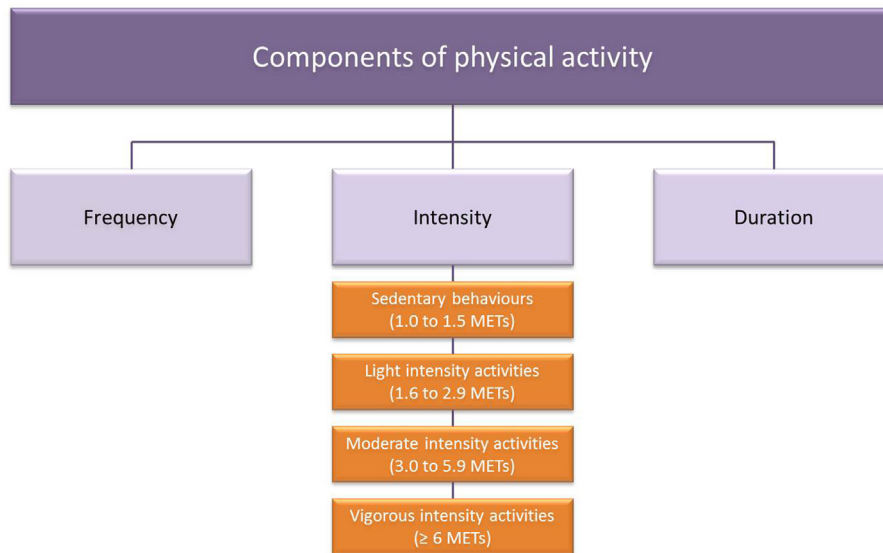 Components of physical activity
Frequency
Intensity
Duration
Sedentary behaviours
(1.0 to 1.5 METs)
Light intensity activities
(1.6 to 2.9 METs)
Moderate intensity activities
(3.0 to 5.9 METs)
Vigorous intensity activities
(≥ 6 METs)